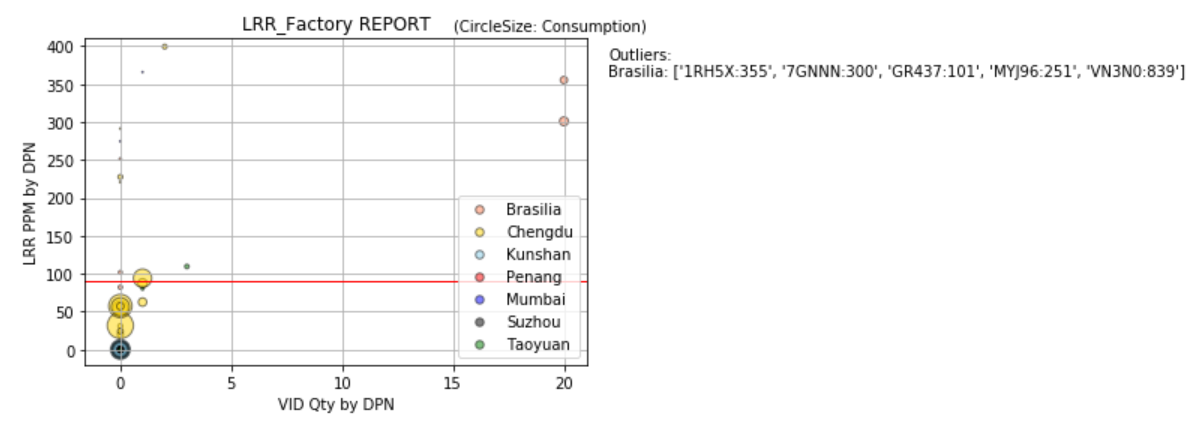 LRR_Factory REPORT (CircleSize: Consumption)
Outliers:
Brasilia: ['1RH5X:355', '7GNNN:300', 'GR437:101', 'MYJ96:251', 'VN3N0:839']
LRR PPM by DPN
400
350
300
250
200
150
100
50
0
Brasilia
Chengdu
Kunshan
Penang
Mumbai
Suzhou
Taoyuan
0 5 10 15 20
VID Qty by DPN